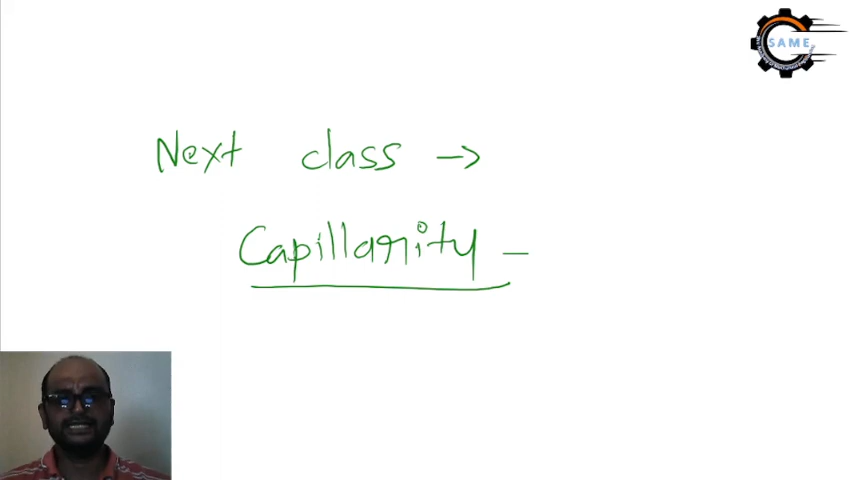 SAME
Next class →
Capillarity –